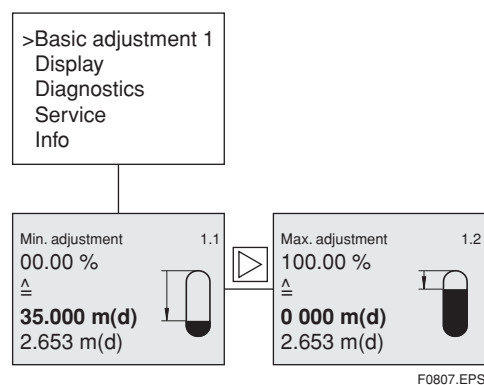 >Basic adjustment 1
Display
Diagnostics
Service
Info
Min. adjustment 1.1
00.00 %
≙
35.000 m(d)
2.653 m(d)
Max. adjustment 1.2
100.00 %
≙
0 000 m(d)
2.653 m(d)
F0807.EPS